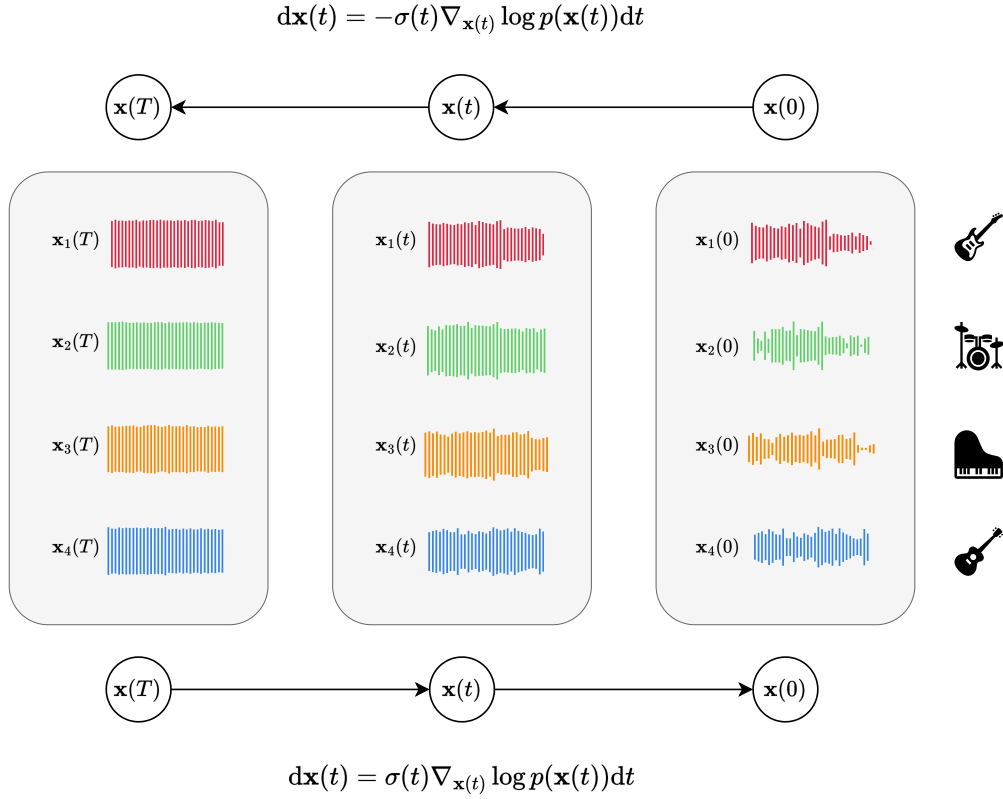 d𝐱(t) = −σ(t)∇_{𝐱(t)} log p(𝐱(t))dt
𝐱(T) 𝐱(t) 𝐱(0)
𝐱₁(T) 𝐱₁(t) 𝐱₁(0)
𝐱₂(T) 𝐱₂(t) 𝐱₂(0)
𝐱₃(T) 𝐱₃(t) 𝐱₃(0)
𝐱₄(T) 𝐱₄(t) 𝐱₄(0)
𝐱(T) 𝐱(t) 𝐱(0)
d𝐱(t) = σ(t)∇_{𝐱(t)} log p(𝐱(t))dt